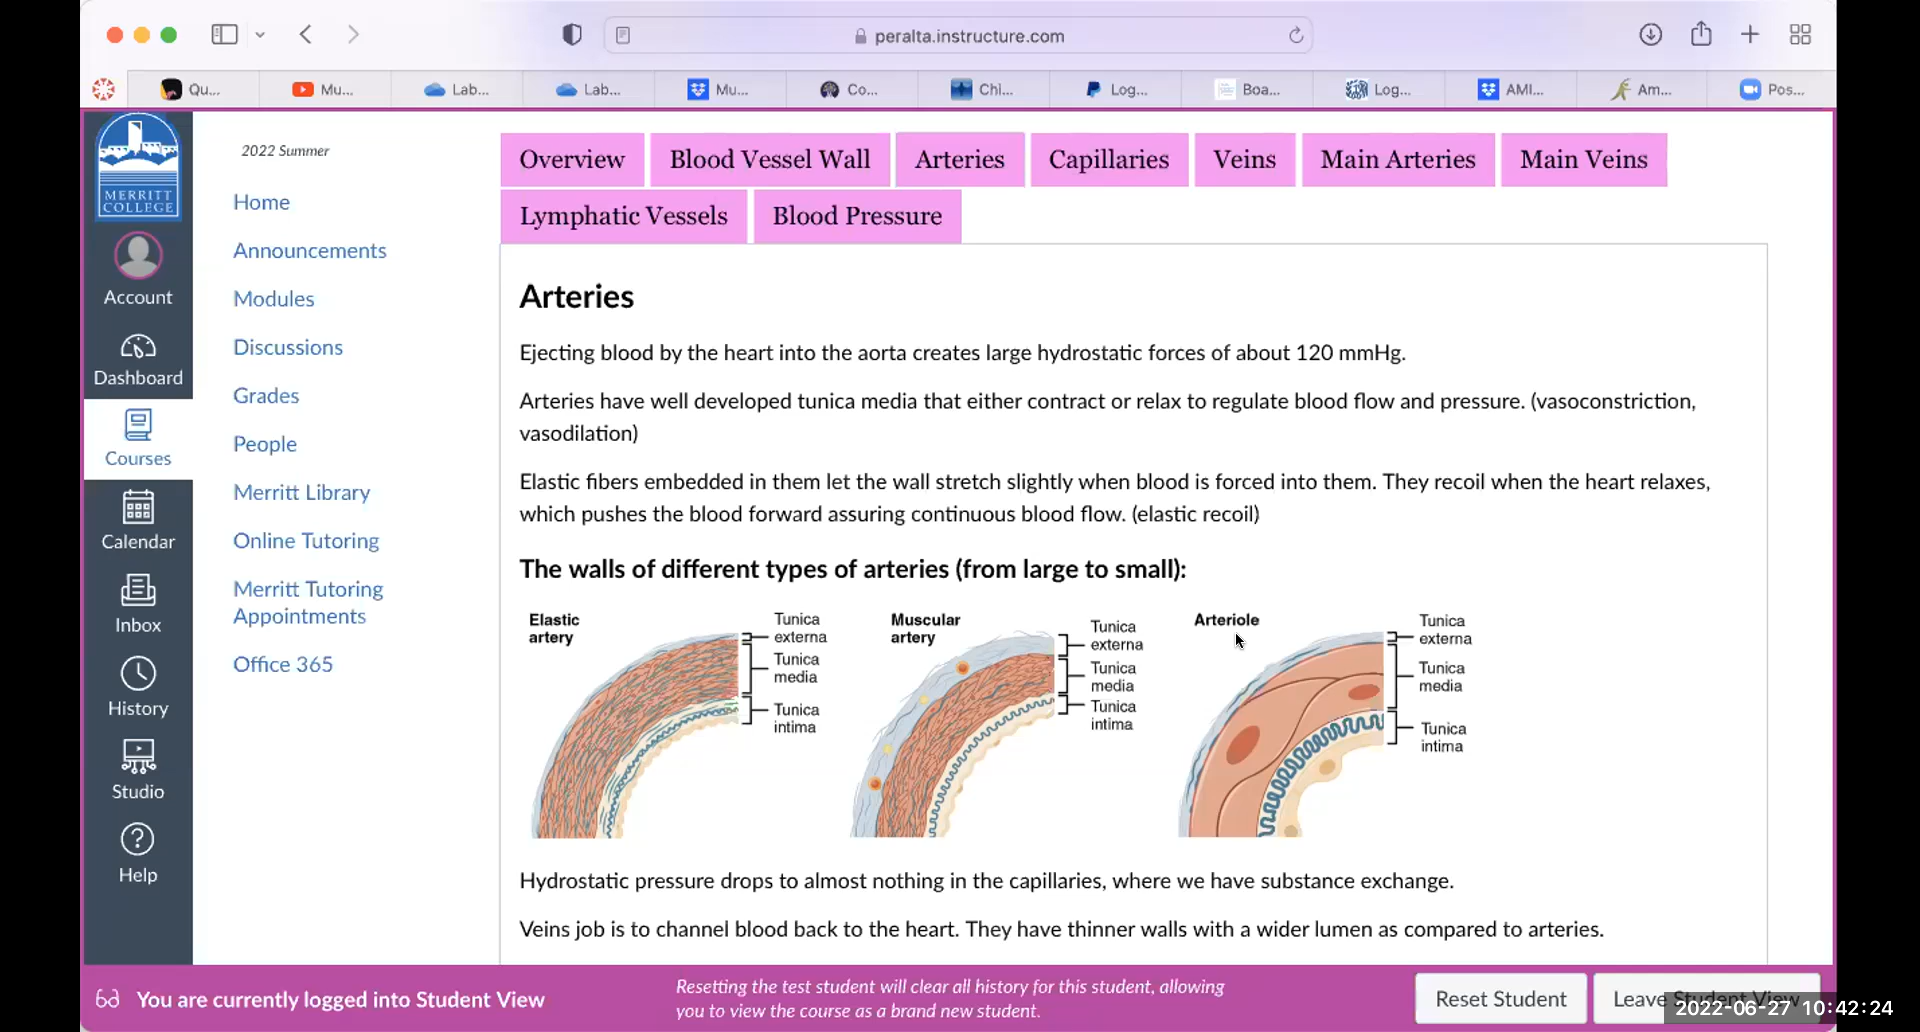 peralta.instructure.com
Qu...
Mu...
Lab...
Lab...
Mu...
Co...
Chl...
Log...
Boa...
Log...
AMI...
Am...
Pos...
MERRITT
COLLEGE
Account
Dashboard
Courses
Calendar
Inbox
History
Studio
Help
2022 Summer
Home
Announcements
Modules
Discussions
Grades
People
Merritt Library
Online Tutoring
Merritt Tutoring
Appointments
Office 365
Overview
Blood Vessel Wall
Arteries
Capillaries
Veins
Main Arteries
Main Veins
Lymphatic Vessels
Blood Pressure
Arteries
Ejecting blood by the heart into the aorta creates large hydrostatic forces of about 120 mmHg.
Arteries have well developed tunica media that either contract or relax to regulate blood flow and pressure. (vasoconstriction,
vasodilation)
Elastic fibers embedded in them let the wall stretch slightly when blood is forced into them. They recoil when the heart relaxes,
which pushes the blood forward assuring continuous blood flow. (elastic recoil)
The walls of different types of arteries (from large to small):
Elastic
artery
Tunica
externa
Tunica
media
Tunica
intima
Muscular
artery
Tunica
externa
Tunica
media
Tunica
intima
Arteriole
Tunica
externa
Tunica
media
Tunica
intima
Hydrostatic pressure drops to almost nothing in the capillaries, where we have substance exchange.
Veins job is to channel blood back to the heart. They have thinner walls with a wider lumen as compared to arteries.
You are currently logged into Student View
Resetting the test student will clear all history for this student, allowing
you to view the course as a brand new student.
Reset Student
Leave Student View
2022-06-27 10:42:24